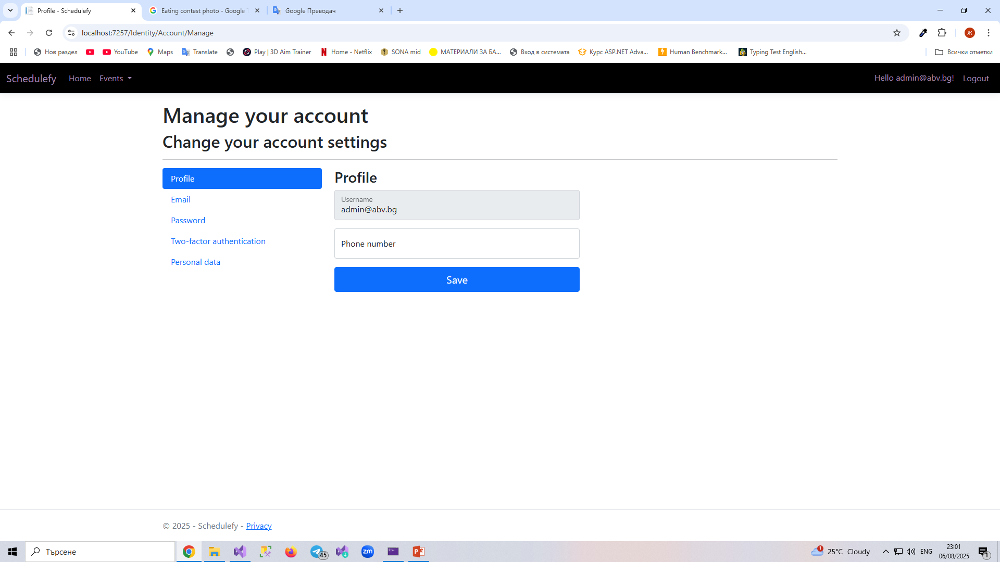 Profile - Schedulefy
Eating contest photo - Google
Google Преводач
localhost:7257/Identity/Account/Manage
Ж
Нов раздел
YouTube
Maps
Translate
Play | 3D Aim Trainer
Home - Netflix
SONA mid
МАТЕРИАЛИ ЗА БА...
Вход в системата
Курс ASP.NET Adva...
Human Benchmark...
Typing Test English...
Всички отметки
Schedulefy
Home
Events
Hello admin@abv.bg!
Logout
Manage your account
Change your account settings
Profile
Email
Password
Two-factor authentication
Personal data
Profile
Username
admin@abv.bg
Phone number
Save
© 2025 - Schedulefy - Privacy
Търсене
45
zm
1
25°C Cloudy
ENG
23:01
06/08/2025
1